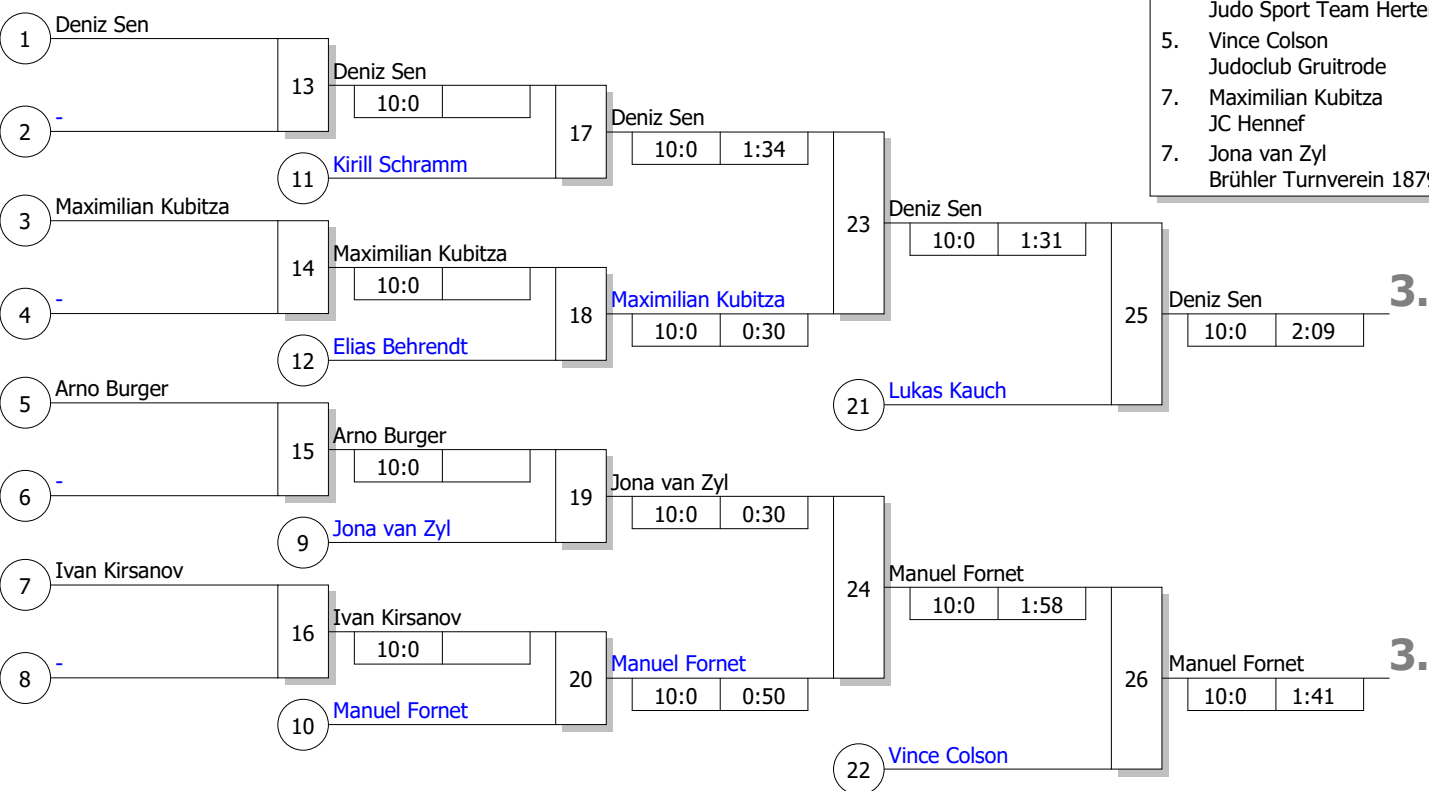 Judo Sport Team Herten
5. Vince Colson
Judoclub Gruitrode
7. Maximilian Kubitza
JC Hennef
7. Jona van Zyl
Brühler Turnverein 1879
1 Deniz Sen
13 Deniz Sen
10:0
2 -
17 Deniz Sen
10:0 1:34
11 Kirill Schramm
3 Maximilian Kubitza
23 Deniz Sen
10:0 1:31
14 Maximilian Kubitza
10:0
4 -
18 Maximilian Kubitza
10:0 0:30
12 Elias Behrendt
25 Deniz Sen 3.
10:0 2:09
5 Arno Burger
21 Lukas Kauch
15 Arno Burger
10:0
6 -
19 Jona van Zyl
10:0 0:30
9 Jona van Zyl
7 Ivan Kirsanov
24 Manuel Fornet
10:0 1:58
16 Ivan Kirsanov
10:0
8 -
20 Manuel Fornet
10:0 0:50
26 Manuel Fornet 3.
10:0 1:41
10 Manuel Fornet
22 Vince Colson